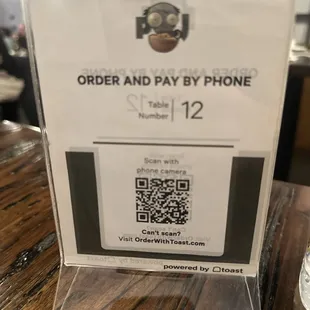 ORDER AND PAY BY PHONE
Table
Number | 12
Scan with
phone camera
Can't scan?
Visit OrderWithToast.com
powered by toast